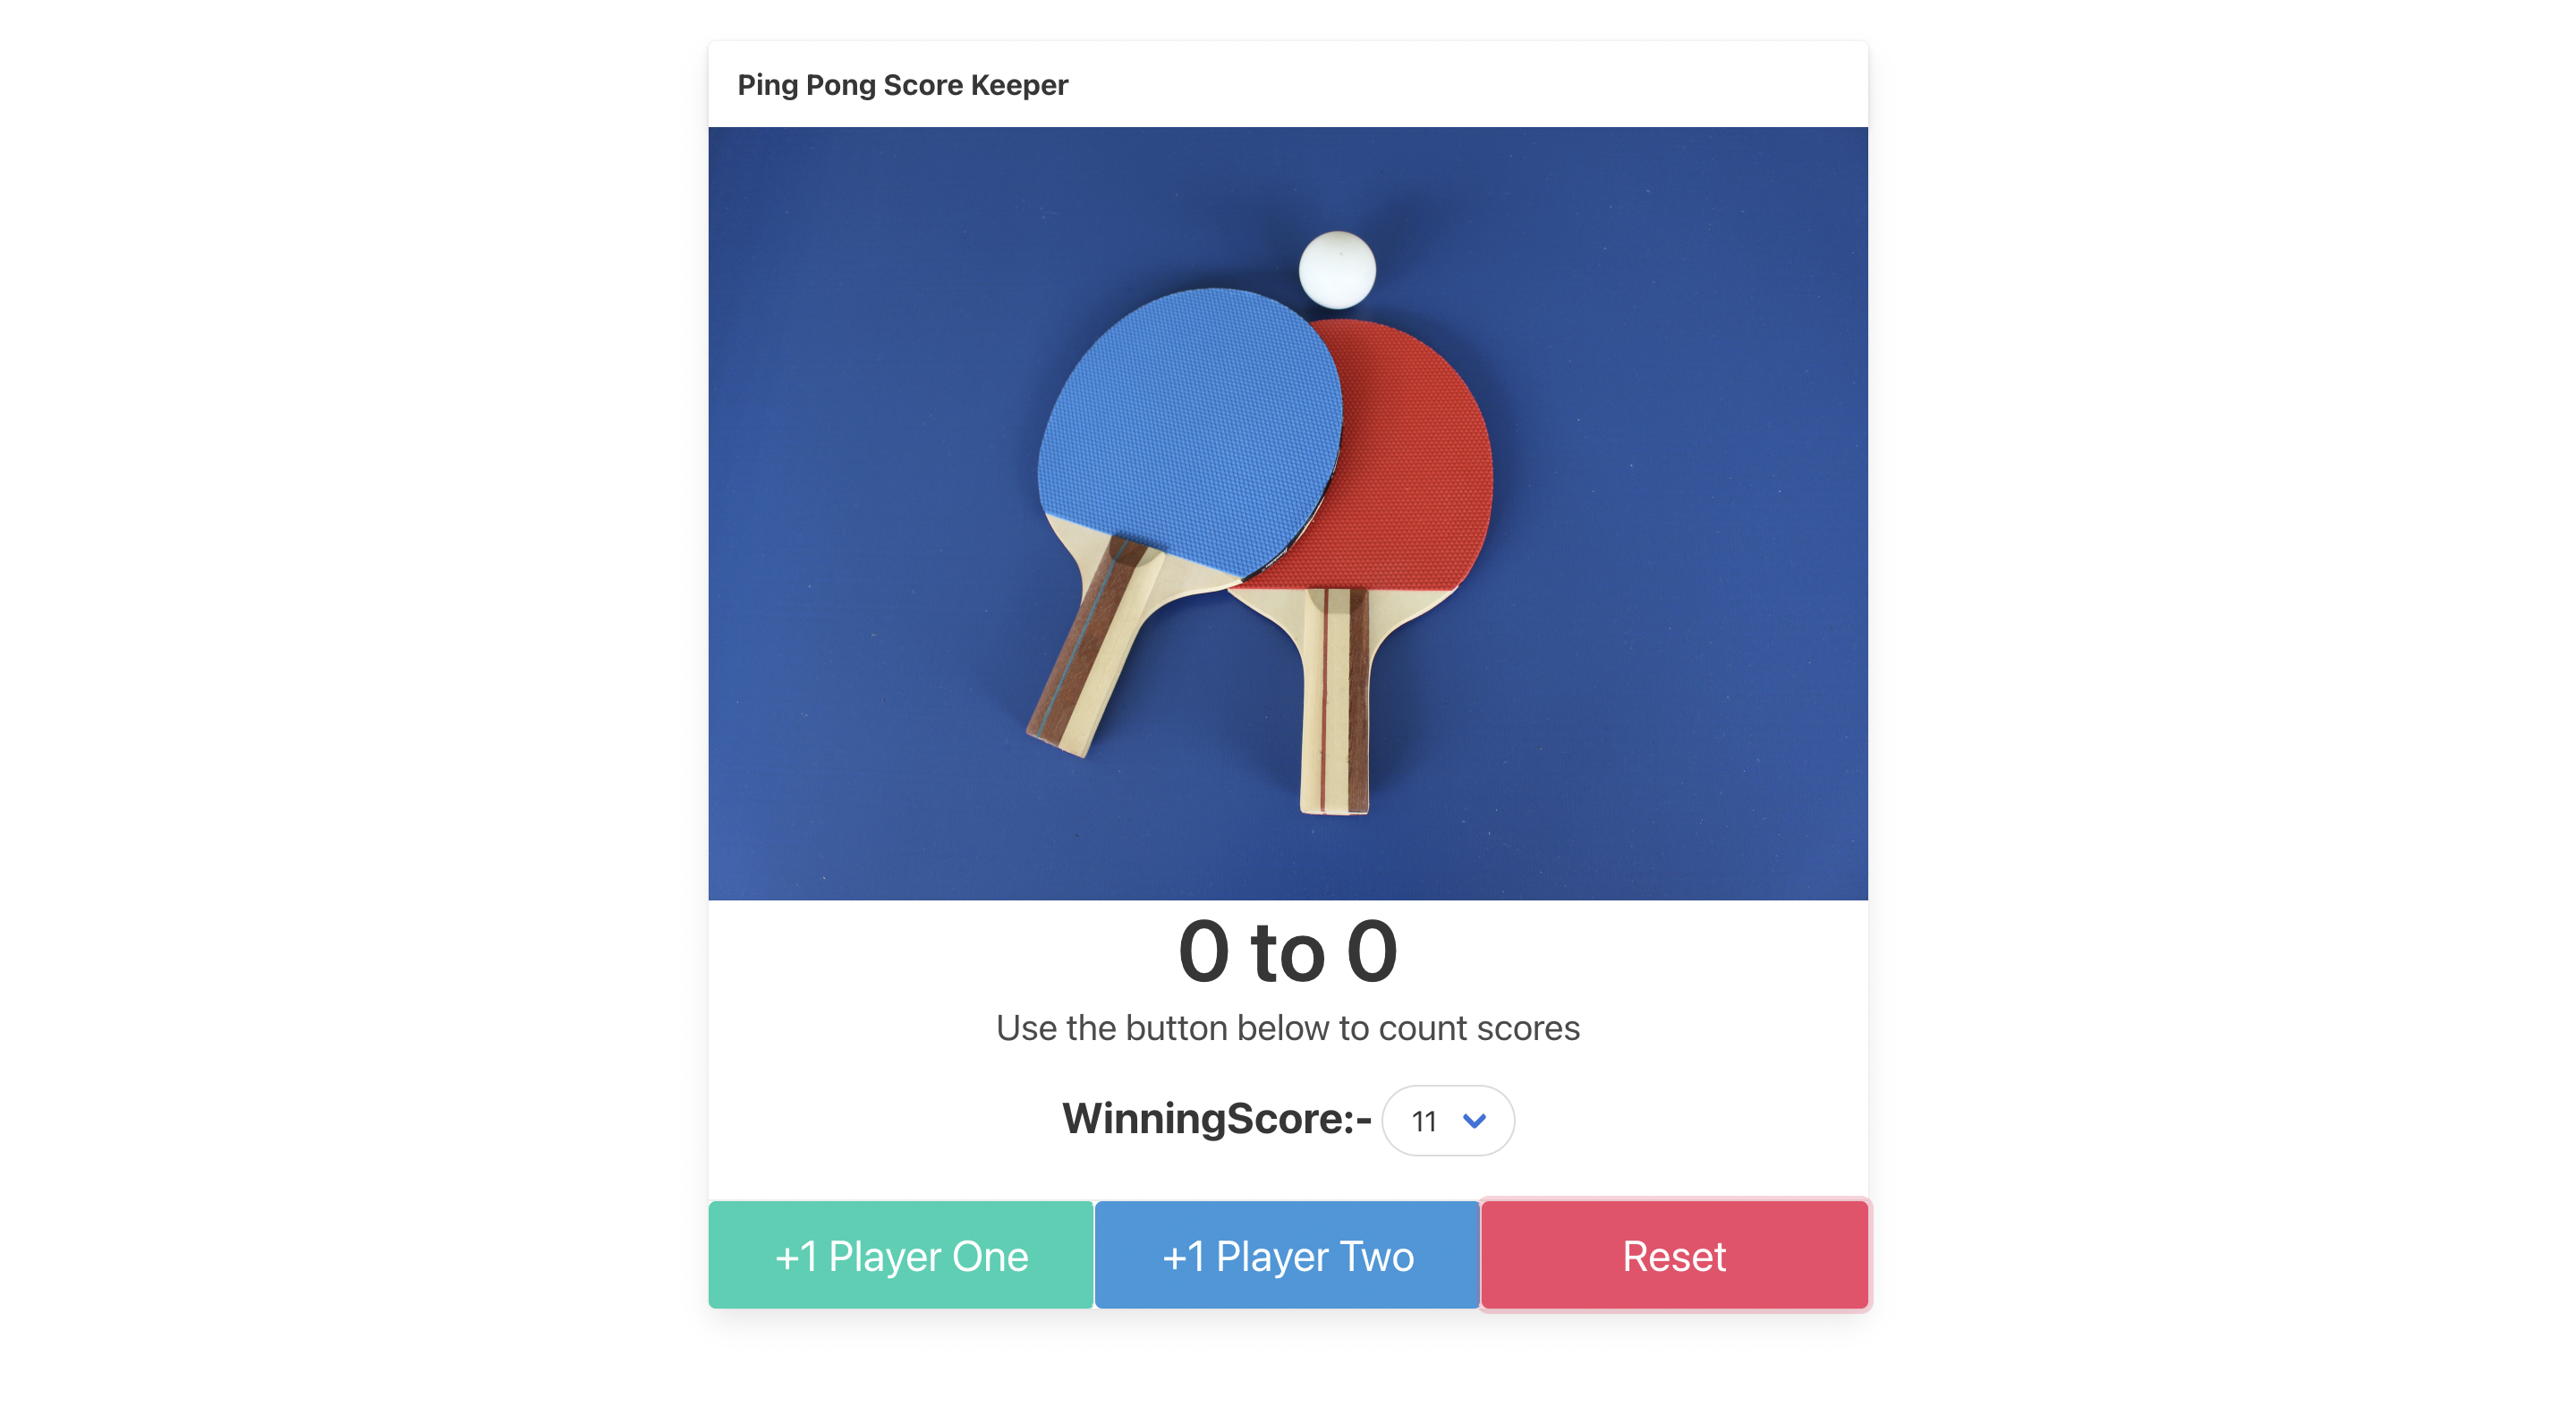 Ping Pong Score Keeper
0 to 0
Use the button below to count scores
WinningScore:- 11
+1 Player One
+1 Player Two
Reset